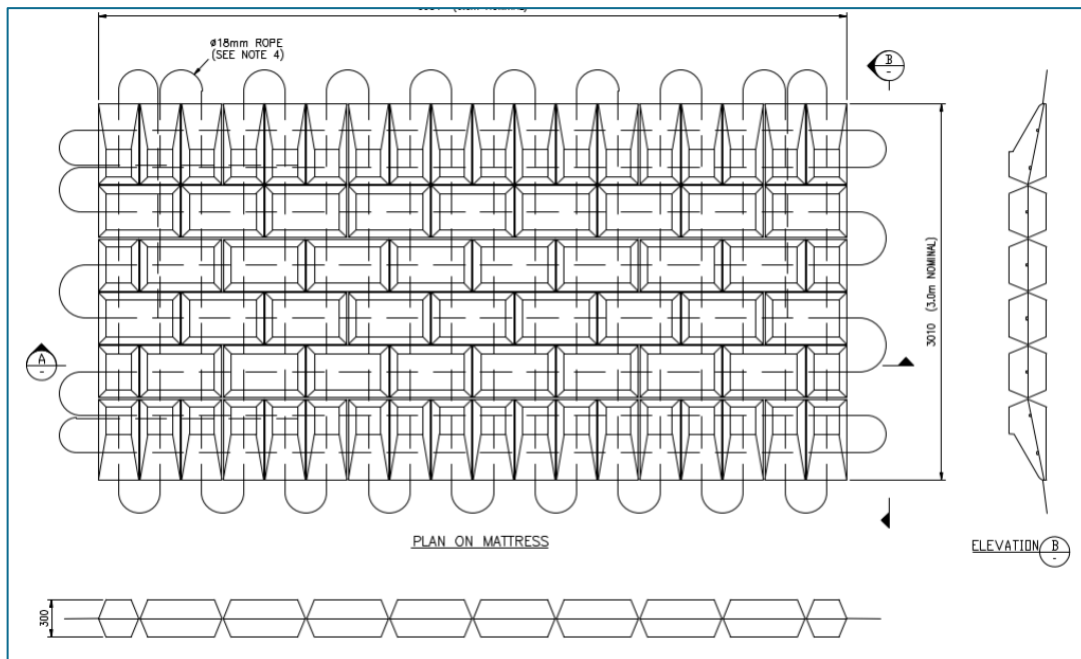 ø18mm ROPE
(SEE NOTE 4)
B
-
3010 (3.0m NOMINAL)
A
-
PLAN ON MATTRESS
ELEVATION B
-
300